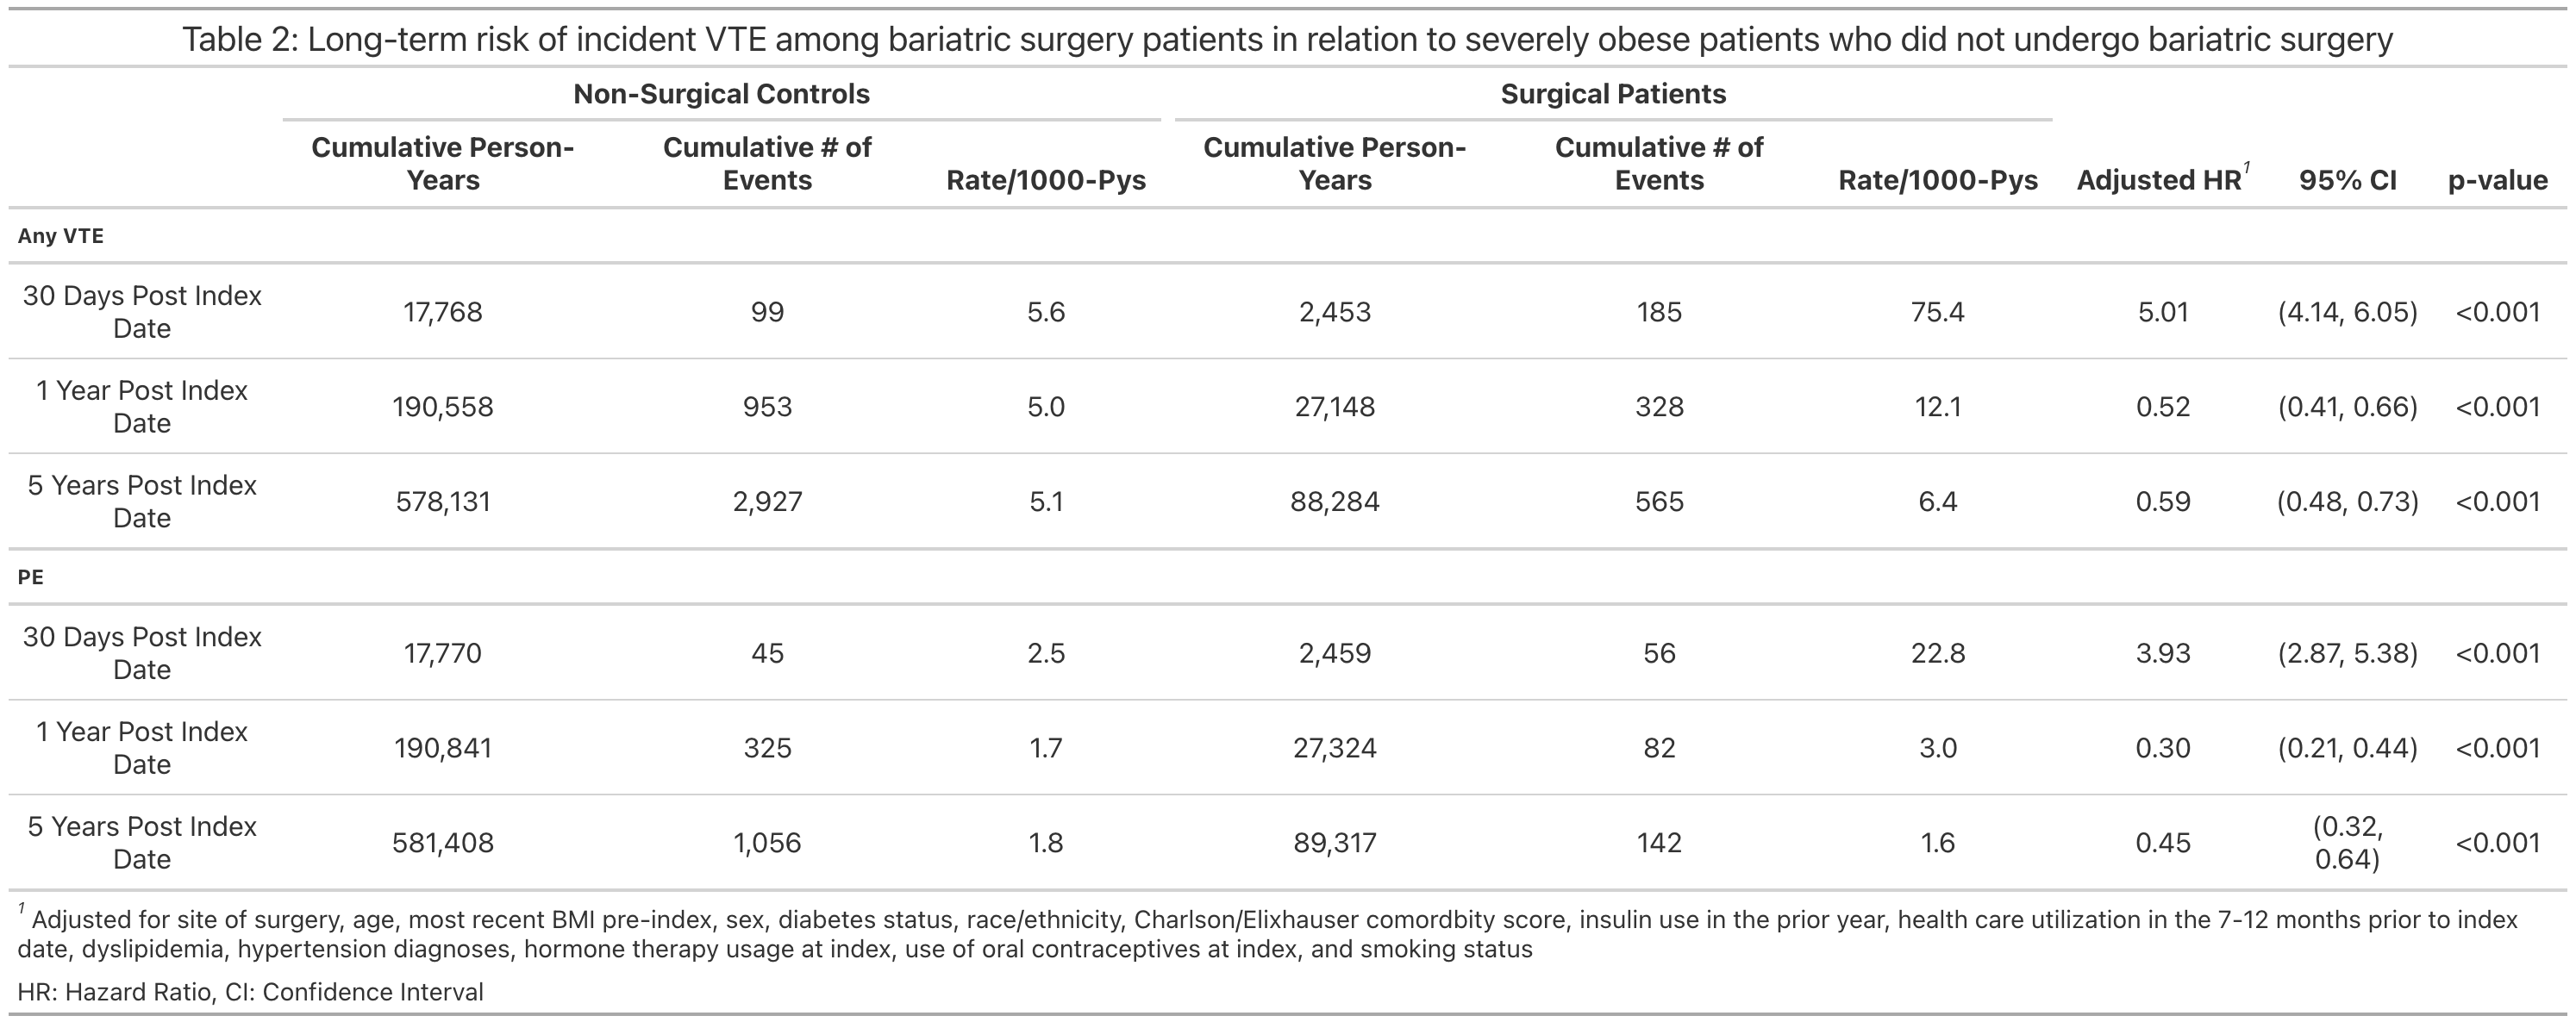 Table 2: Long-term risk of incident VTE among bariatric surgery patients in relation to severely obese patients who did not undergo bariatric surgery
Non-Surgical Controls Surgical Patients
Cumulative Person-Years Cumulative # of Events Rate/1000-Pys Cumulative Person-Years Cumulative # of Events Rate/1000-Pys Adjusted HR1 95% CI p-value
Any VTE
30 Days Post Index Date 17,768 99 5.6 2,453 185 75.4 5.01 (4.14, 6.05) <0.001
1 Year Post Index Date 190,558 953 5.0 27,148 328 12.1 0.52 (0.41, 0.66) <0.001
5 Years Post Index Date 578,131 2,927 5.1 88,284 565 6.4 0.59 (0.48, 0.73) <0.001
PE
30 Days Post Index Date 17,770 45 2.5 2,459 56 22.8 3.93 (2.87, 5.38) <0.001
1 Year Post Index Date 190,841 325 1.7 27,324 82 3.0 0.30 (0.21, 0.44) <0.001
5 Years Post Index Date 581,408 1,056 1.8 89,317 142 1.6 0.45 (0.32, 0.64) <0.001
1 Adjusted for site of surgery, age, most recent BMI pre-index, sex, diabetes status, race/ethnicity, Charlson/Elixhauser comordbity score, insulin use in the prior year, health care utilization in the 7-12 months prior to index
date, dyslipidemia, hypertension diagnoses, hormone therapy usage at index, use of oral contraceptives at index, and smoking status
HR: Hazard Ratio, CI: Confidence Interval